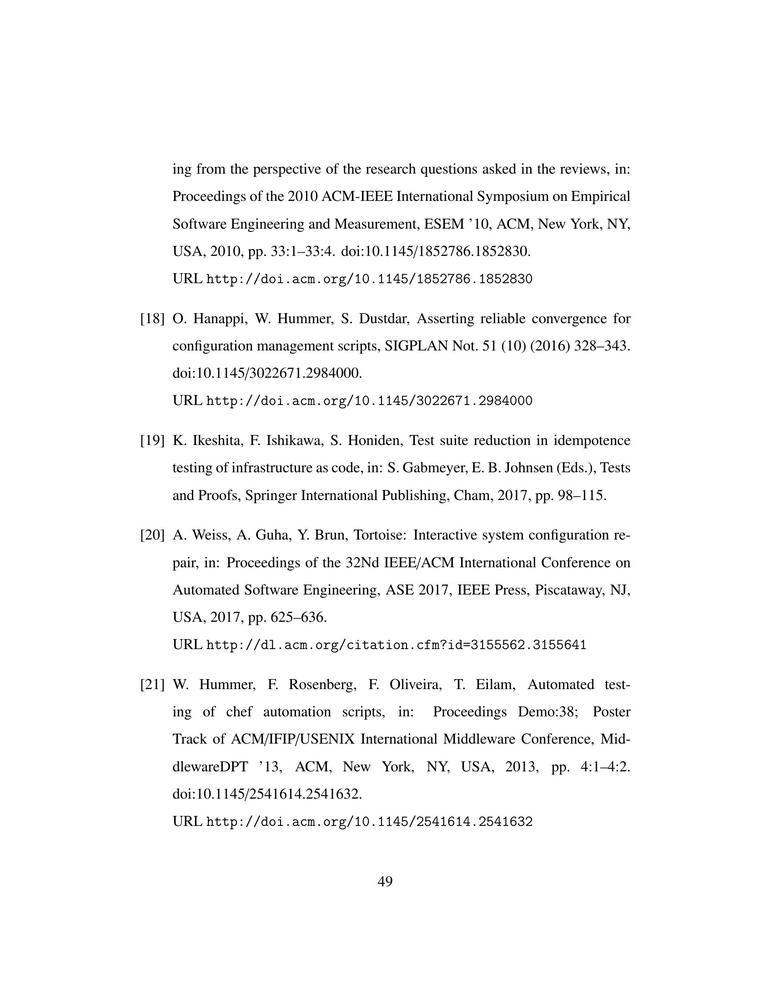 ing from the perspective of the research questions asked in the reviews, in:
Proceedings of the 2010 ACM-IEEE International Symposium on Empirical
Software Engineering and Measurement, ESEM ’10, ACM, New York, NY,
USA, 2010, pp. 33:1–33:4. doi:10.1145/1852786.1852830.
URL http://doi.acm.org/10.1145/1852786.1852830
[18] O. Hanappi, W. Hummer, S. Dustdar, Asserting reliable convergence for
configuration management scripts, SIGPLAN Not. 51 (10) (2016) 328–343.
doi:10.1145/3022671.2984000.
URL http://doi.acm.org/10.1145/3022671.2984000
[19] K. Ikeshita, F. Ishikawa, S. Honiden, Test suite reduction in idempotence
testing of infrastructure as code, in: S. Gabmeyer, E. B. Johnsen (Eds.), Tests
and Proofs, Springer International Publishing, Cham, 2017, pp. 98–115.
[20] A. Weiss, A. Guha, Y. Brun, Tortoise: Interactive system configuration re-
pair, in: Proceedings of the 32Nd IEEE/ACM International Conference on
Automated Software Engineering, ASE 2017, IEEE Press, Piscataway, NJ,
USA, 2017, pp. 625–636.
URL http://dl.acm.org/citation.cfm?id=3155562.3155641
[21] W. Hummer, F. Rosenberg, F. Oliveira, T. Eilam, Automated test-
ing of chef automation scripts, in: Proceedings Demo:38; Poster
Track of ACM/IFIP/USENIX International Middleware Conference, Mid-
dlewareDPT ’13, ACM, New York, NY, USA, 2013, pp. 4:1–4:2.
doi:10.1145/2541614.2541632.
URL http://doi.acm.org/10.1145/2541614.2541632
49